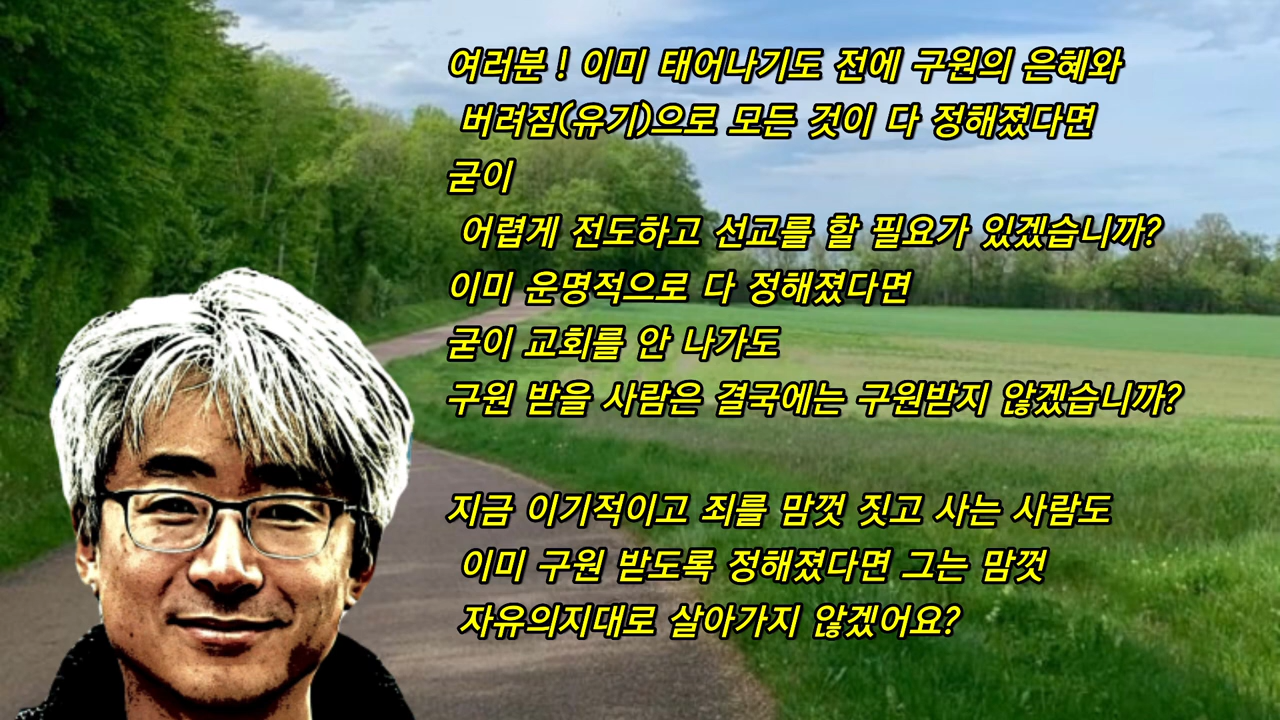 여러분 ! 이미 태어나기도 전에 구원의 은혜와
버려짐(유기)으로 모든 것이 다 정해졌다면
굳이
어렵게 전도하고 선교를 할 필요가 있겠습니까?
이미 운명적으로 다 정해졌다면
굳이 교회를 안 나가도
구원 받을 사람은 결국에는 구원받지 않겠습니까?
지금 이기적이고 죄를 맘껏 짓고 사는 사람도
이미 구원 받도록 정해졌다면 그는 맘껏
자유의지대로 살아가지 않겠어요?